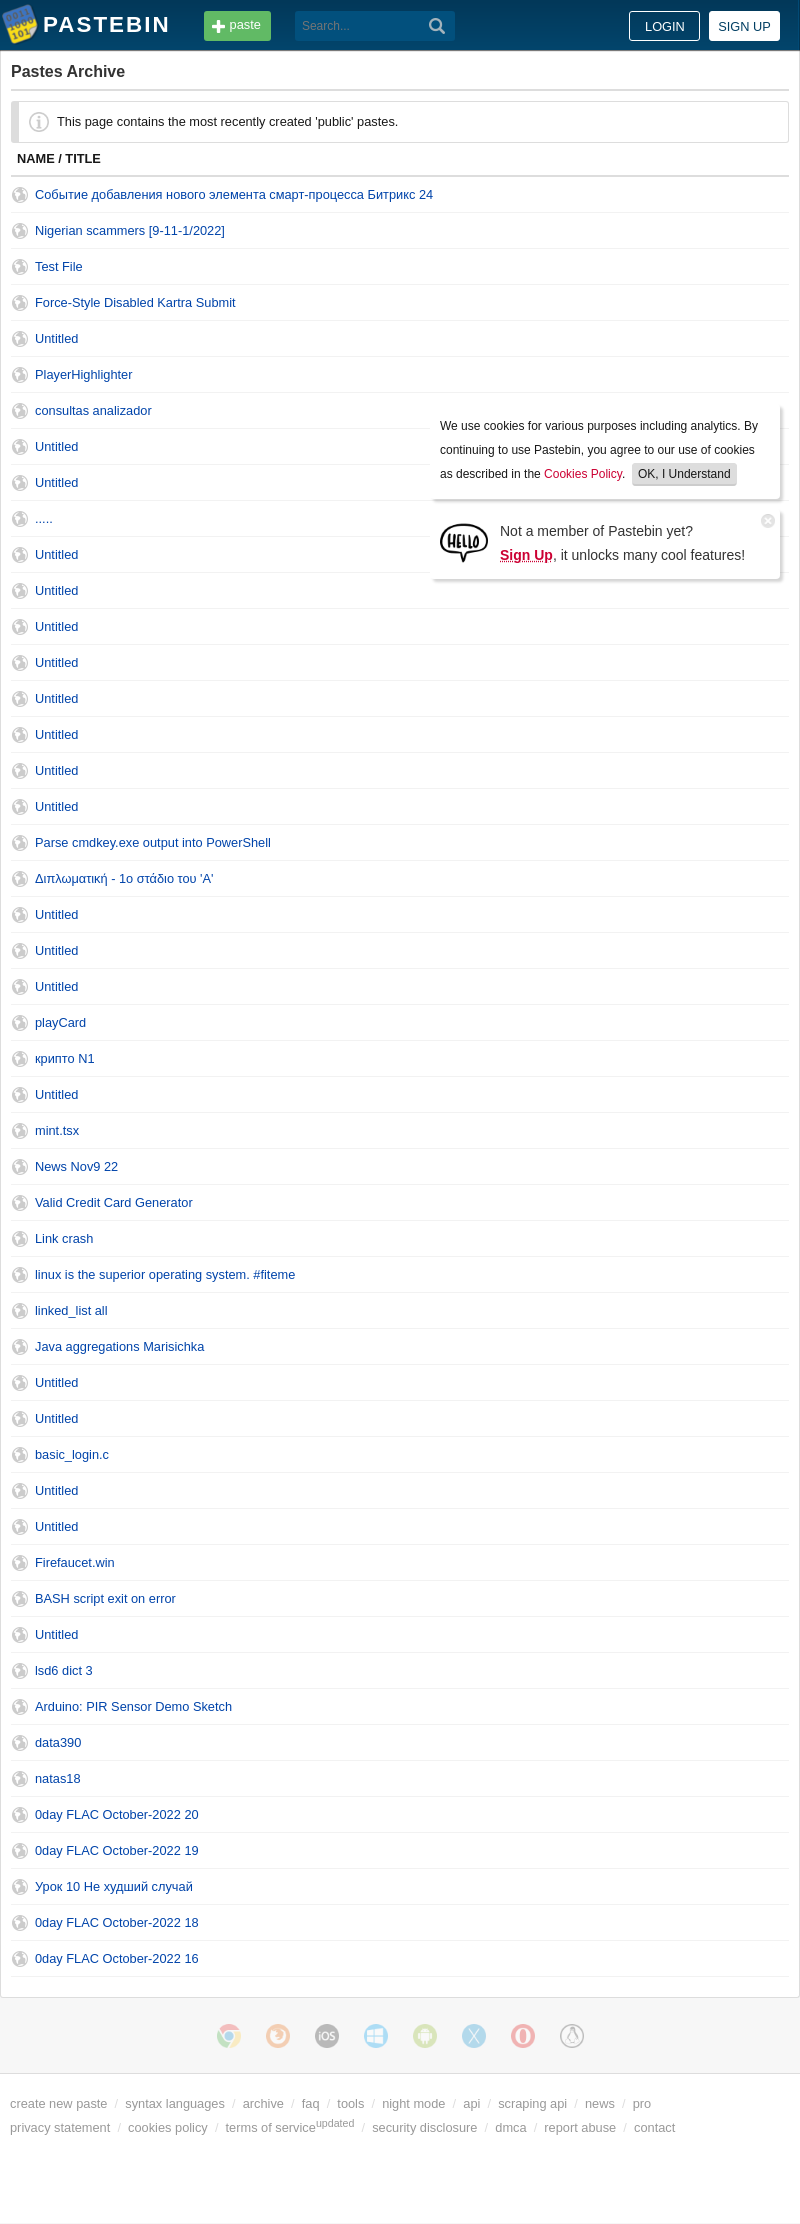 PASTEBIN paste Search... LOGIN SIGN UP
Pastes Archive
This page contains the most recently created 'public' pastes.
NAME / TITLE
Событие добавления нового элемента смарт-процесса Битрикс 24
Nigerian scammers [9-11-1/2022]
Test File
Force-Style Disabled Kartra Submit
Untitled
PlayerHighlighter
consultas analizador
Untitled
Untitled
.....
Untitled
Untitled
Untitled
Untitled
Untitled
Untitled
Untitled
Untitled
Parse cmdkey.exe output into PowerShell
Διπλωματική - 1ο στάδιο του 'Α'
Untitled
Untitled
Untitled
playCard
крипто N1
Untitled
mint.tsx
News Nov9 22
Valid Credit Card Generator
Link crash
linux is the superior operating system. #fiteme
linked_list all
Java aggregations Marisichka
Untitled
Untitled
basic_login.c
Untitled
Untitled
Firefaucet.win
BASH script exit on error
Untitled
lsd6 dict 3
Arduino: PIR Sensor Demo Sketch
data390
natas18
0day FLAC October-2022 20
0day FLAC October-2022 19
Урок 10 Не худший случай
0day FLAC October-2022 18
0day FLAC October-2022 16
We use cookies for various purposes including analytics. By
continuing to use Pastebin, you agree to our use of cookies
as described in the Cookies Policy. OK, I Understand
HELLO
Not a member of Pastebin yet?
Sign Up, it unlocks many cool features!
iOS
create new paste / syntax languages / archive / faq / tools / night mode / api / scraping api / news / pro
privacy statement / cookies policy / terms of serviceupdated / security disclosure / dmca / report abuse / contact